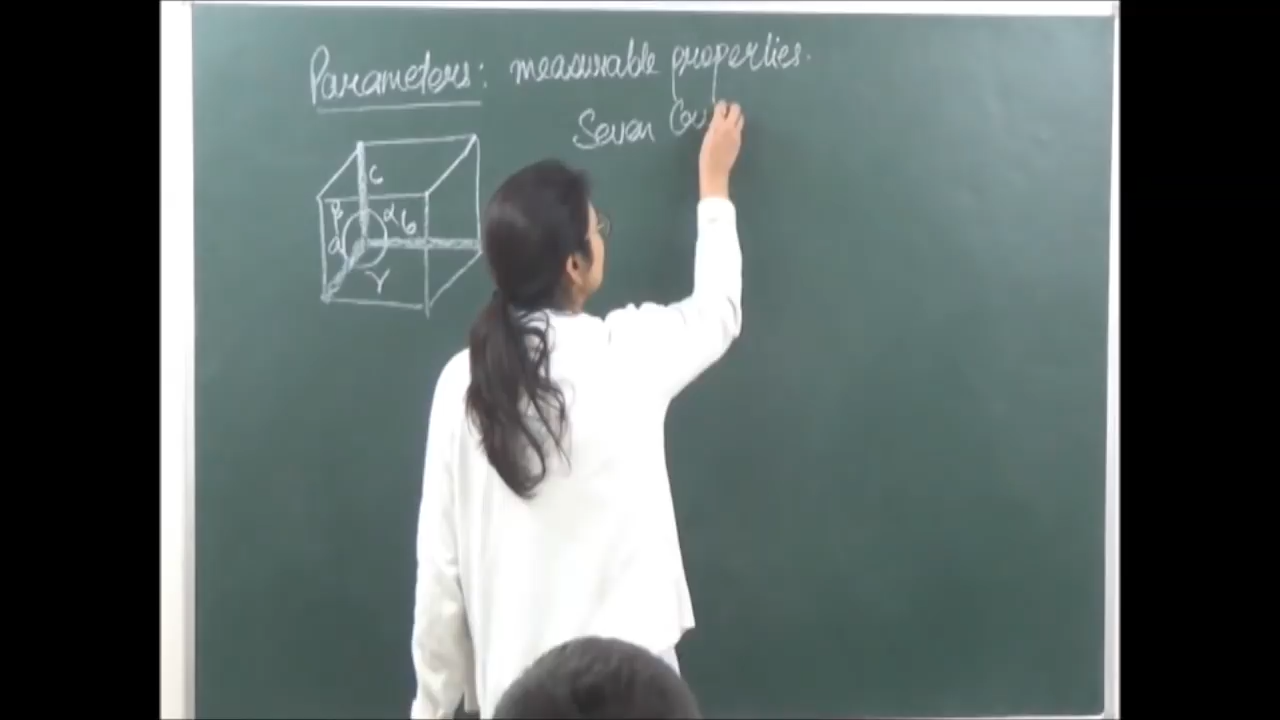 Parameters: measurable properties.
Seven
c
β α b
a
γ